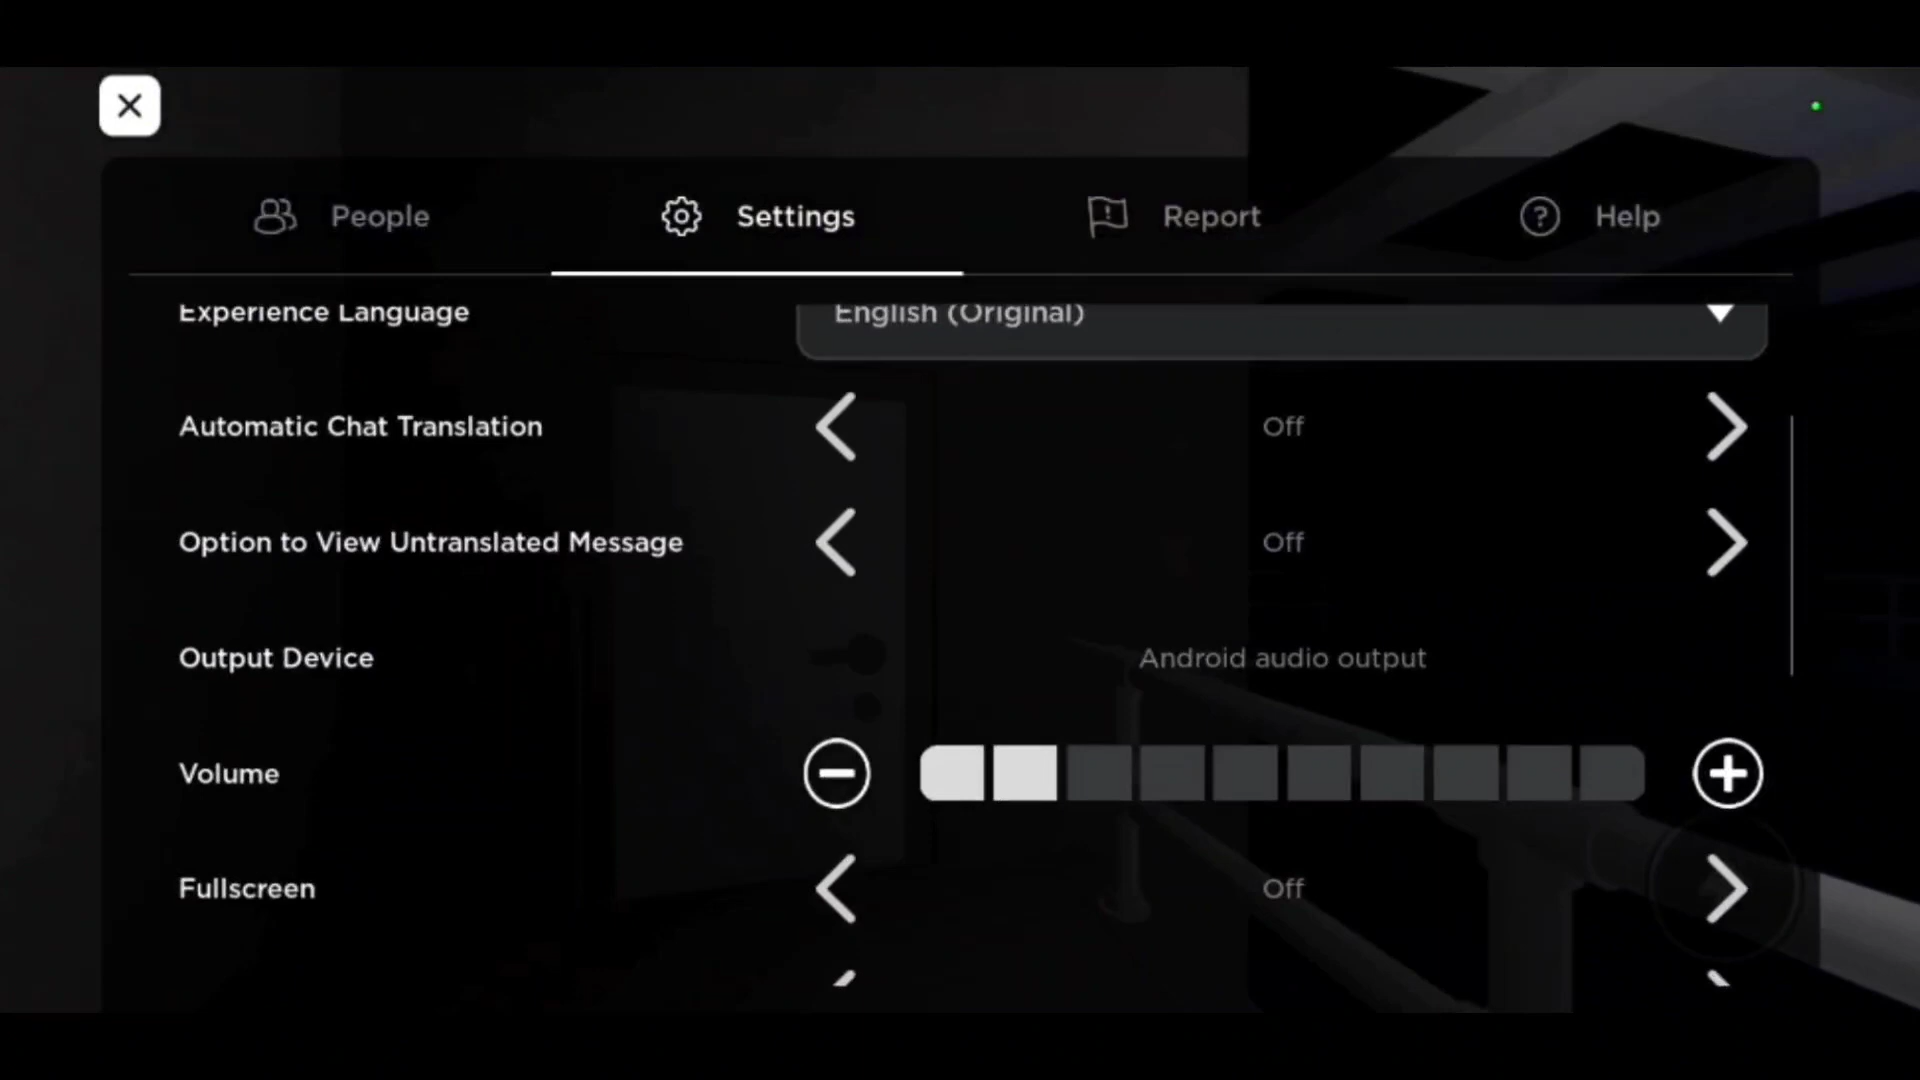 People Settings Report Help
Experience Language English (Original)
Automatic Chat Translation Off
Option to View Untranslated Message Off
Output Device Android audio output
Volume
Fullscreen Off